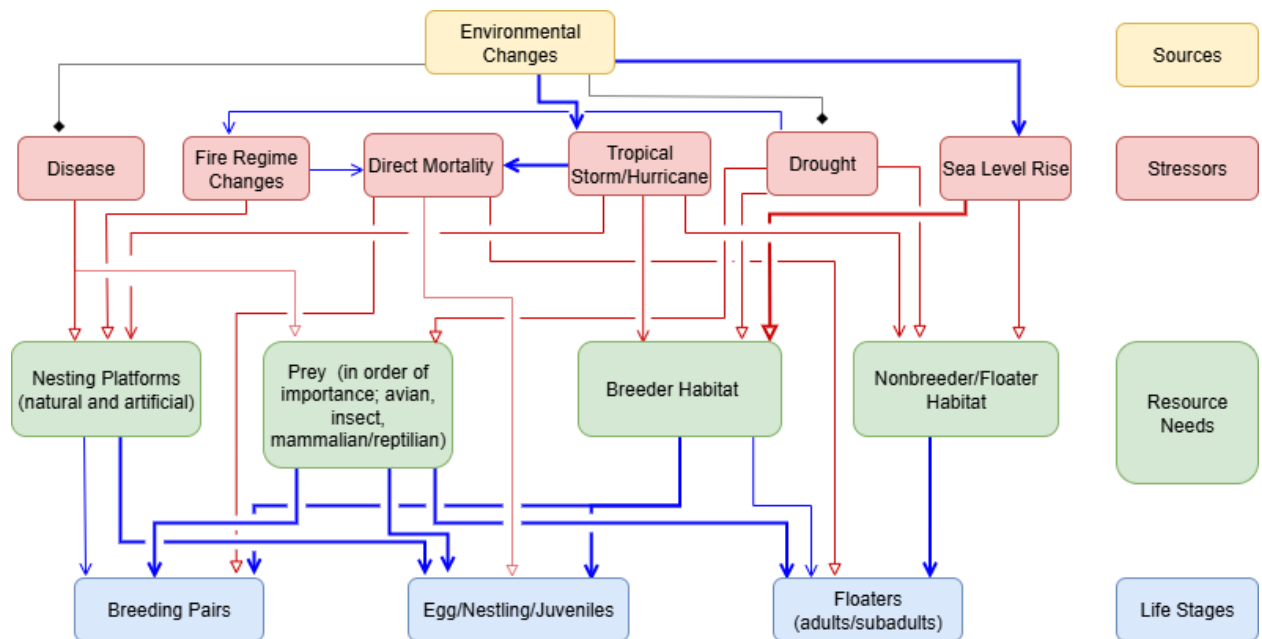 Environmental
Changes
Sources
Disease
Fire Regime
Changes
Direct Mortality
Tropical
Storm/Hurricane
Drought
Sea Level Rise
Stressors
Nesting Platforms
(natural and artificial)
Prey (in order of
importance; avian,
insect,
mammalian/reptilian)
Breeder Habitat
Nonbreeder/Floater
Habitat
Resource
Needs
Breeding Pairs
Egg/Nestling/Juveniles
Floaters
(adults/subadults)
Life Stages